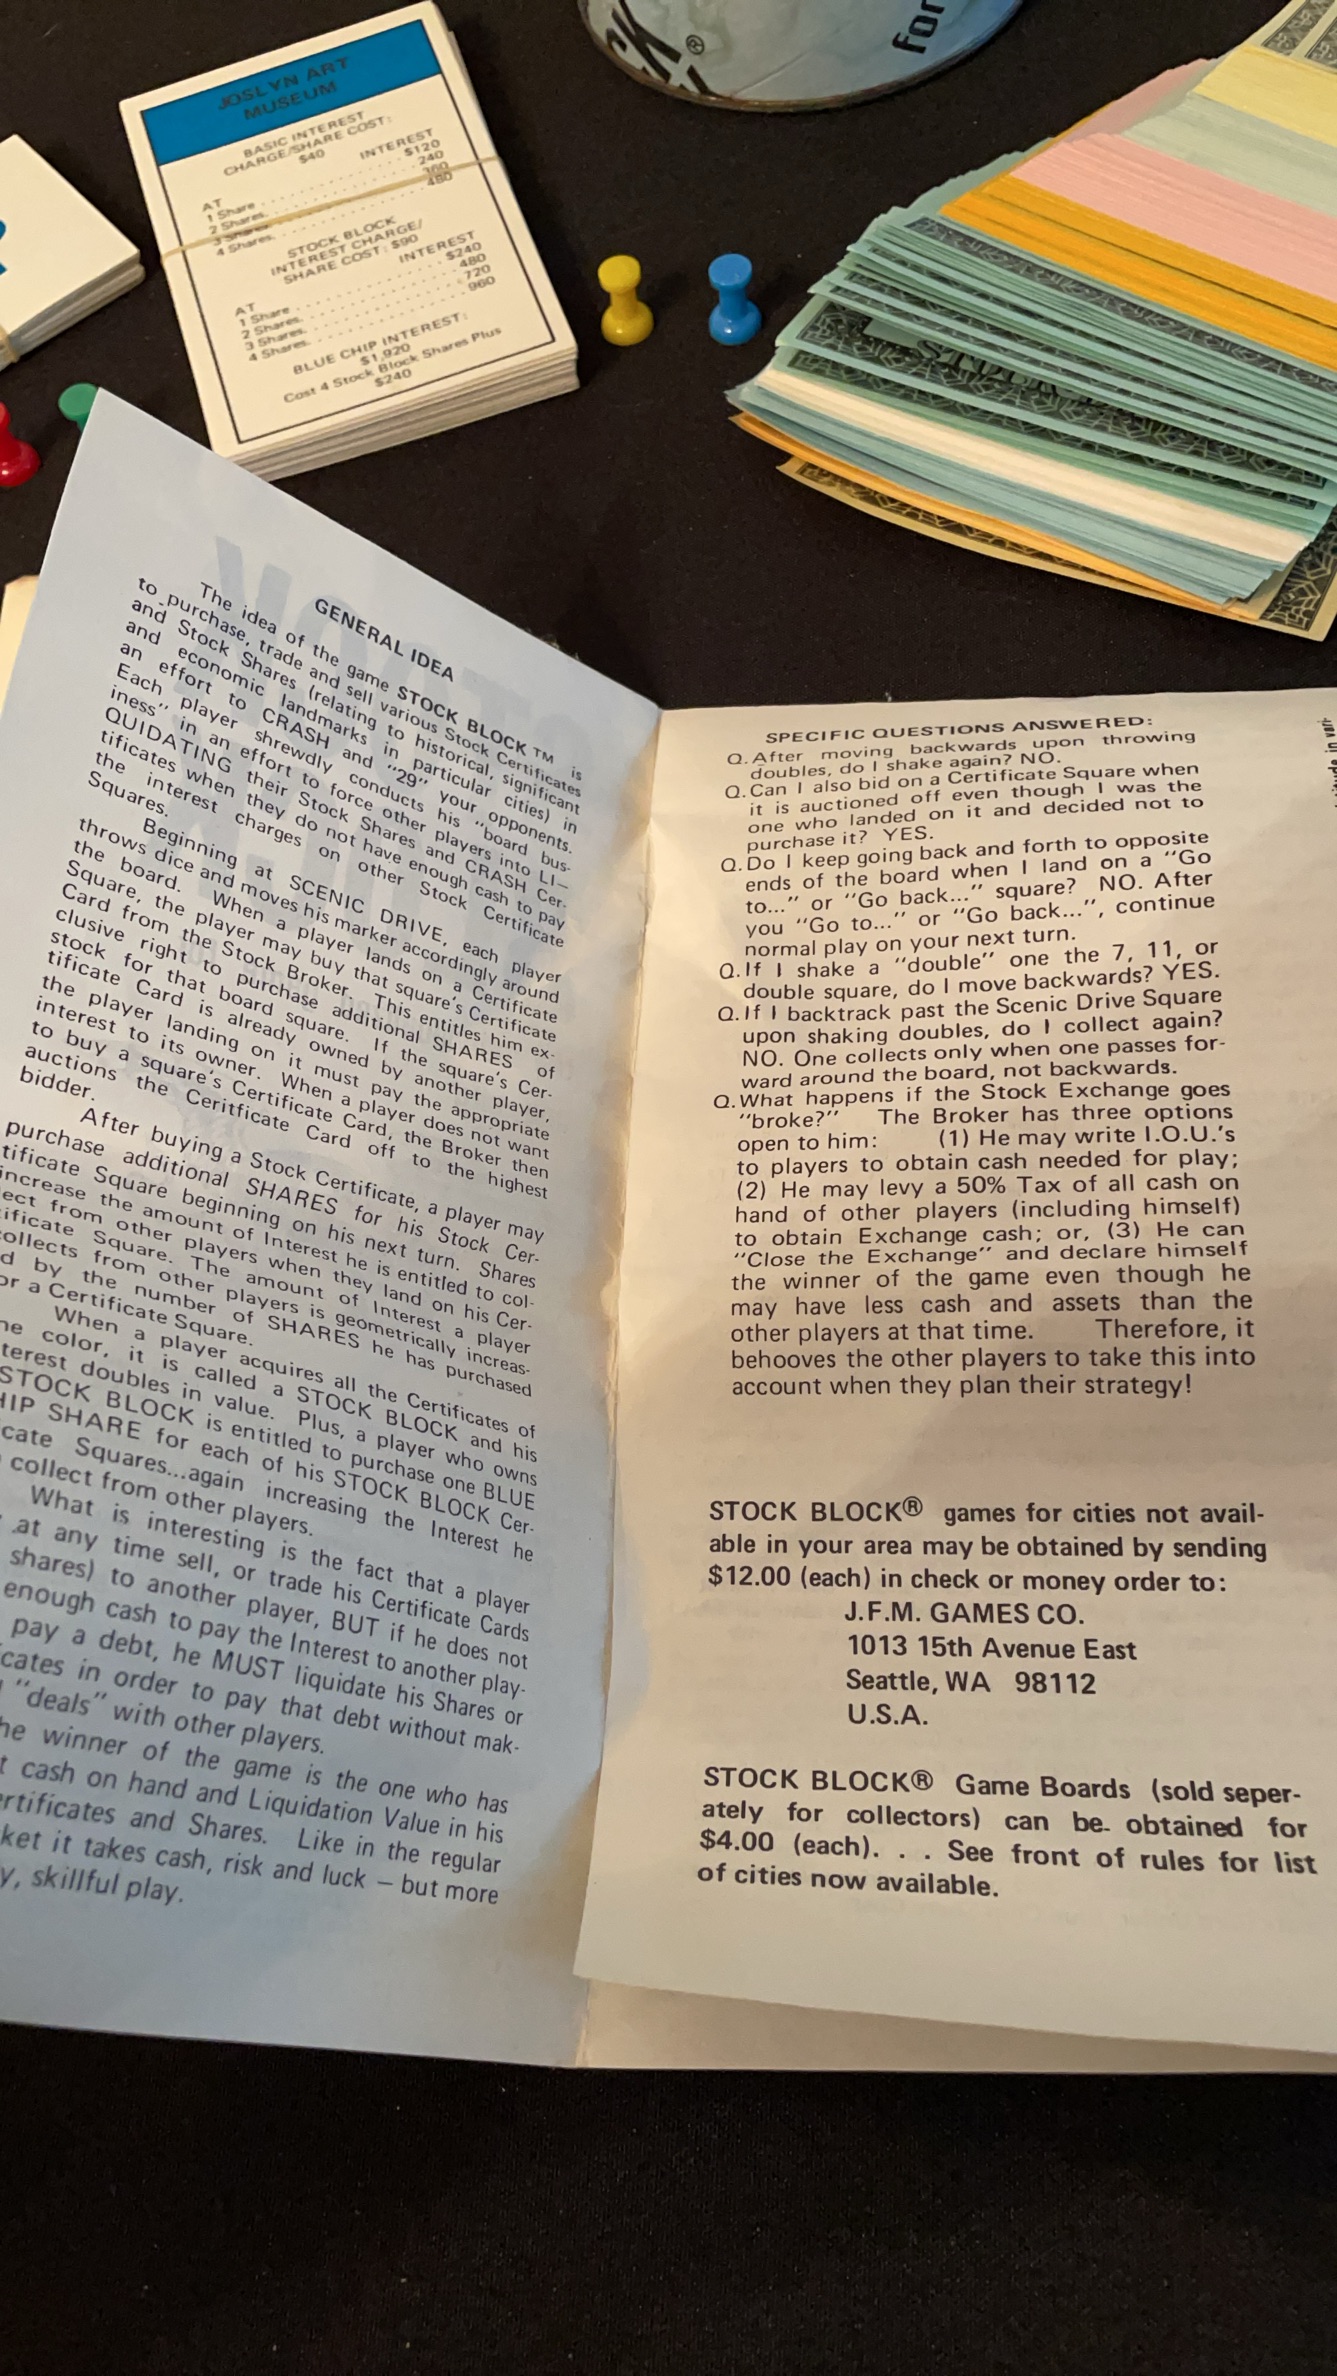 JOSLYN ART
MUSEUM
BASIC INTEREST
CHARGE/SHARE COST:
$40 INTEREST
AT
1 Share . . . . . . . . . . . . $120
2 Shares. . . . . . . . . . . . 240
3 Shares. . . . . . . . . . . . 360
4 Shares. . . . . . . . . . . . 480
STOCK BLOCK
INTEREST CHARGE/
SHARE COST: $90
INTEREST
AT
1 Share . . . . . . . . . . . . $240
2 Shares. . . . . . . . . . . . 480
3 Shares. . . . . . . . . . . . 720
4 Shares. . . . . . . . . . . . 960
BLUE CHIP INTEREST:
$1,920
Cost 4 Stock Block Shares Plus
$240
®
for
GENERAL IDEA
The idea of the game STOCK BLOCK ™ is
to purchase, trade and sell various Stock Certificates
and Stock Shares (relating to historical, significant
and economic landmarks in particular cities) in
an effort to CRASH and "29" your opponents.
Each player shrewdly conducts his "board bus-
iness" in an effort to force other players into LI-
QUIDATING their Stock Shares and CRASH Cer-
tificates when they do not have enough cash to pay
the interest charges on other Stock Certificate
Squares.
Beginning at SCENIC DRIVE, each player
throws dice and moves his marker accordingly around
the board. When a player lands on a Certificate
Square, the player may buy that square's Certificate
Card from the Stock Broker. This entitles him ex-
clusive right to purchase additional SHARES of
stock for that board square. If the square's Cer-
tificate Card is already owned by another player,
the player landing on it must pay the appropriate
interest to its owner. When a player does not want
to buy a square's Certificate Card, the Broker then
auctions the Ceritficate Card off to the highest
bidder.
After buying a Stock Certificate, a player may
purchase additional SHARES for his Stock Cer-
tificate Square beginning on his next turn. Shares
increase the amount of Interest he is entitled to col-
lect from other players when they land on his Cer-
tificate Square. The amount of Interest a player
collects from other players is geometrically increas-
d by the number of SHARES he has purchased
or a Certificate Square.
When a player acquires all the Certificates of
ne color, it is called a STOCK BLOCK and his
terest doubles in value. Plus, a player who owns
STOCK BLOCK is entitled to purchase one BLUE
HIP SHARE for each of his STOCK BLOCK Cer-
cate Squares...again increasing the Interest he
collect from other players.
What is interesting is the fact that a player
at any time sell, or trade his Certificate Cards
shares) to another player, BUT if he does not
enough cash to pay the Interest to another play-
pay a debt, he MUST liquidate his Shares or
cates in order to pay that debt without mak-
"deals" with other players.
he winner of the game is the one who has
t cash on hand and Liquidation Value in his
ertificates and Shares. Like in the regular
ket it takes cash, risk and luck – but more
y, skillful play.
SPECIFIC QUESTIONS ANSWERED:
Q. After moving backwards upon throwing
doubles, do I shake again? NO.
Q. Can I also bid on a Certificate Square when
it is auctioned off even though I was the
one who landed on it and decided not to
purchase it? YES.
Q. Do I keep going back and forth to opposite
ends of the board when I land on a "Go
to..." or "Go back..." square? NO. After
you "Go to..." or "Go back...", continue
normal play on your next turn.
Q. If I shake a "double" one the 7, 11, or
double square, do I move backwards? YES.
Q. If I backtrack past the Scenic Drive Square
upon shaking doubles, do I collect again?
NO. One collects only when one passes for-
ward around the board, not backwards.
Q. What happens if the Stock Exchange goes
"broke?" The Broker has three options
open to him: (1) He may write I.O.U.'s
to players to obtain cash needed for play;
(2) He may levy a 50% Tax of all cash on
hand of other players (including himself)
to obtain Exchange cash; or, (3) He can
"Close the Exchange" and declare himself
the winner of the game even though he
may have less cash and assets than the
other players at that time. Therefore, it
behooves the other players to take this into
account when they plan their strategy!
STOCK BLOCK® games for cities not avail-
able in your area may be obtained by sending
$12.00 (each) in check or money order to:
J.F.M. GAMES CO.
1013 15th Avenue East
Seattle, WA 98112
U.S.A.
STOCK BLOCK® Game Boards (sold seper-
ately for collectors) can be obtained for
$4.00 (each). . . See front of rules for list
of cities now available.